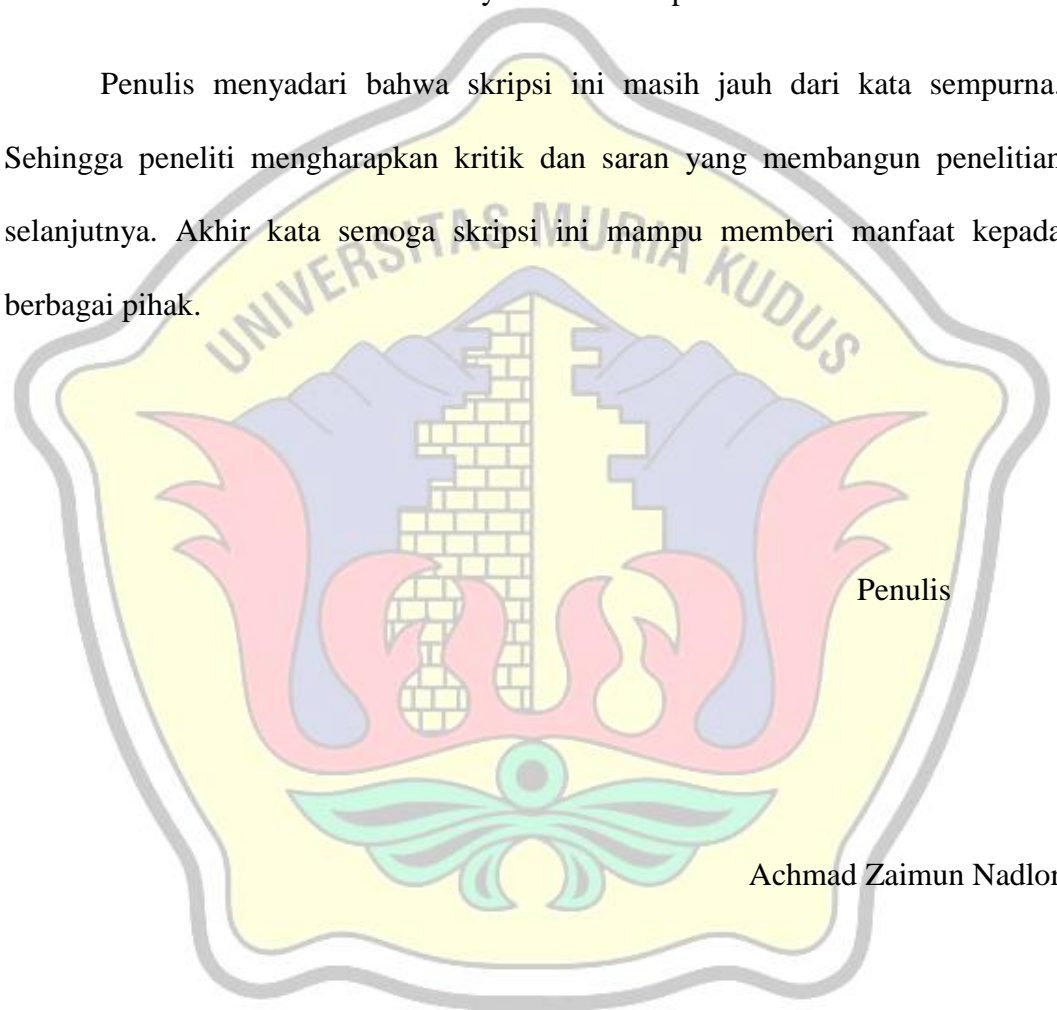 Penulis menyadari bahwa skripsi ini masih jauh dari kata sempurna.
Sehingga peneliti mengharapkan kritik dan saran yang membangun penelitian
selanjutnya. Akhir kata semoga skripsi ini mampu memberi manfaat kepada
berbagai pihak.
UNIVERSITAS MURIA KUDUS
Penulis
Achmad Zaimun